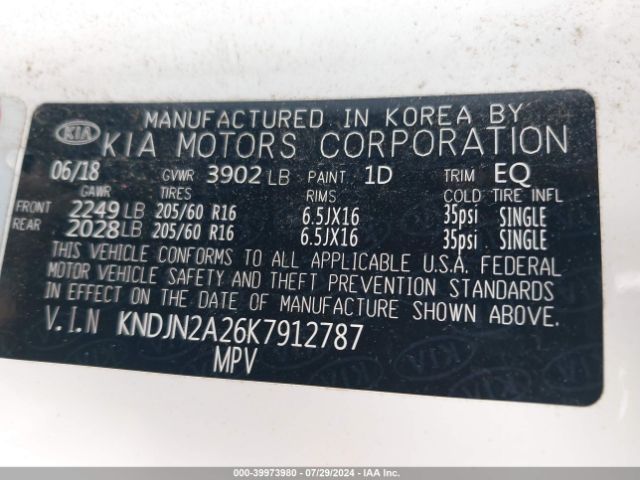 MANUFACTURED IN KOREA BY
KIA KIA MOTORS CORPORATION
06/18 GVWR 3902 LB PAINT 1D TRIM EQ
GAWR TIRES RIMS COLD TIRE INFL
FRONT 2249 LB 205/60 R16 6.5JX16 35psi SINGLE
REAR 2028 LB 205/60 R16 6.5JX16 35psi SINGLE
THIS VEHICLE CONFORMS TO ALL APPLICABLE U.S.A. FEDERAL
MOTOR VEHICLE SAFETY AND THEFT PREVENTION STANDARDS
IN EFFECT ON THE DATE OF MANUFACTURE SHOWN ABOVE.
V.I.N KNDJN2A26K7912787
MPV
000-39973980 - 07/29/2024 - IAAI.COM